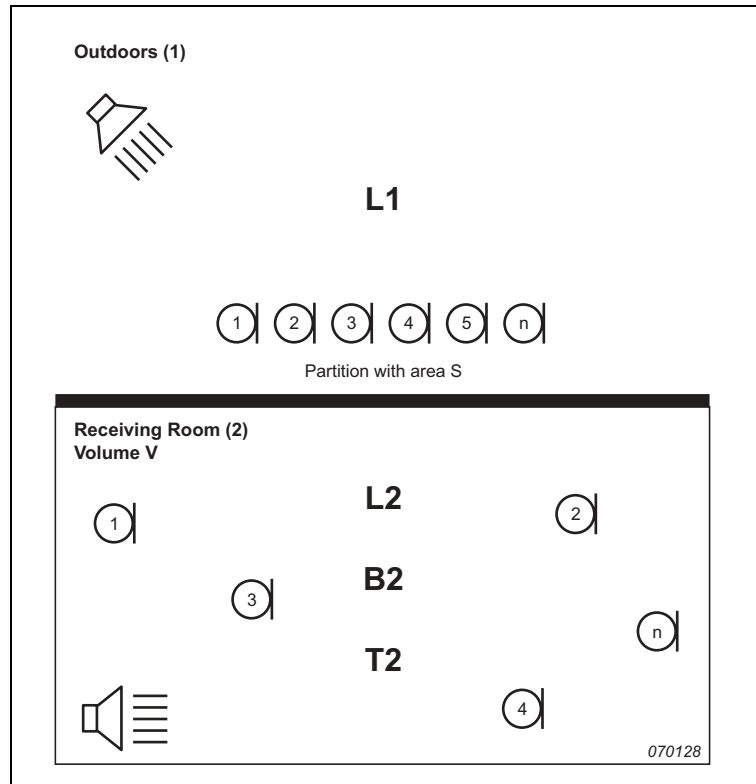 Outdoors (1)
L1
1 2 3 4 5 n
Partition with area S
Receiving Room (2)
Volume V
L2
1
2
B2
3
n
T2
4
070128